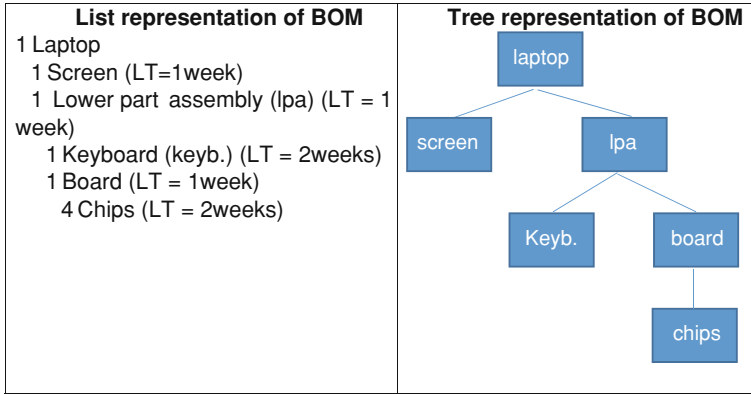 List representation of BOM
1 Laptop
1 Screen (LT=1week)
1 Lower part assembly (lpa) (LT = 1
week)
1 Keyboard (keyb.) (LT = 2weeks)
1 Board (LT = 1week)
4 Chips (LT = 2weeks)
Tree representation of BOM
laptop
screen
lpa
Keyb.
board
chips